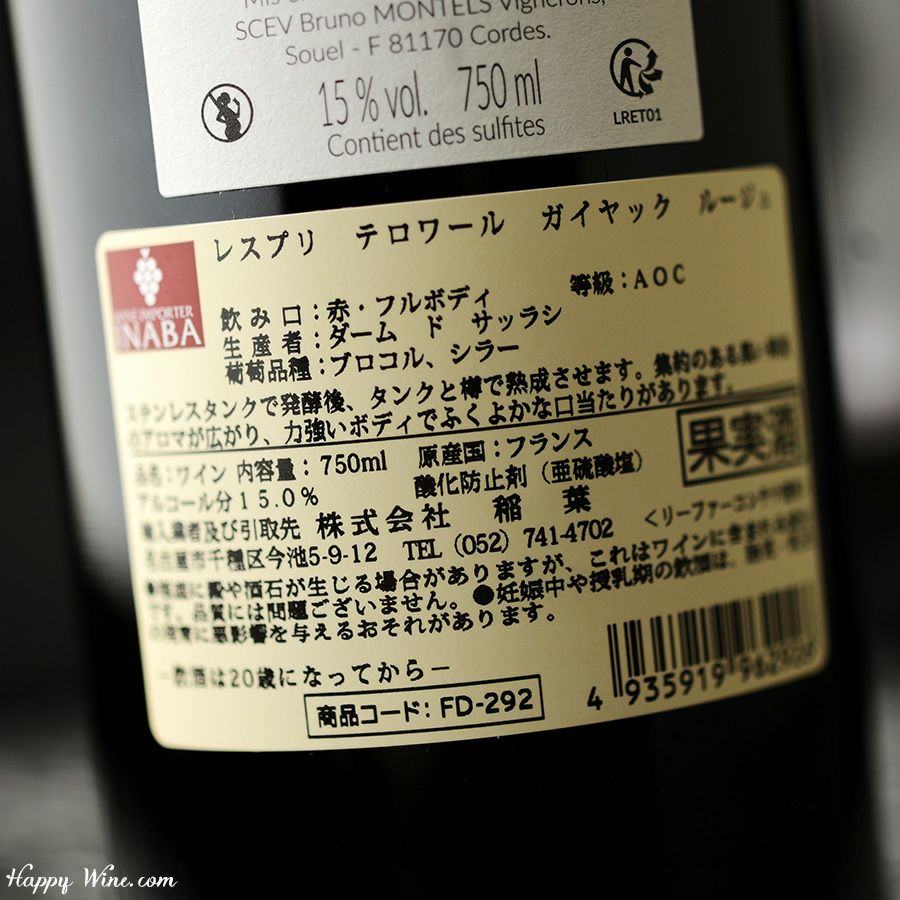 SCEV Bruno MONTELS Vignerons,
Souel - F 81170 Cordes.
15 % vol. 750 ml
Contient des sulfites
LRET01
レスプリ テロワール ガイヤック ルージュ
WINE IMPORTER
INABA
飲み口：赤・フルボディ 等級：AOC
生産者：ダーム ド サッラシ
葡萄品種：ブロコル、シラー
ステンレスタンクで発酵後、タンクと樽で熟成させます。集約のある黒い
のアロマが広がり、力強いボディでふくよかな口当たりがあります。
品名：ワイン 内容量：750ml 原産国：フランス
果実酒
アルコール分15.0% 酸化防止剤（亜硫酸塩）
輸入業者及び引取先 株式会社 稲葉
名古屋市千種区今池5-9-12 TEL（052）741-4702 ＜リーファーコンテナ
が生じる場合がありますが、これはワインに含まれ
です。品質には問題ございません。●妊娠中や授乳期の飲酒は、
に悪影響を与えるおそれがあります。
－飲酒は20歳になってから－
商品コード：FD-292
4 935919
Happy Wine.com